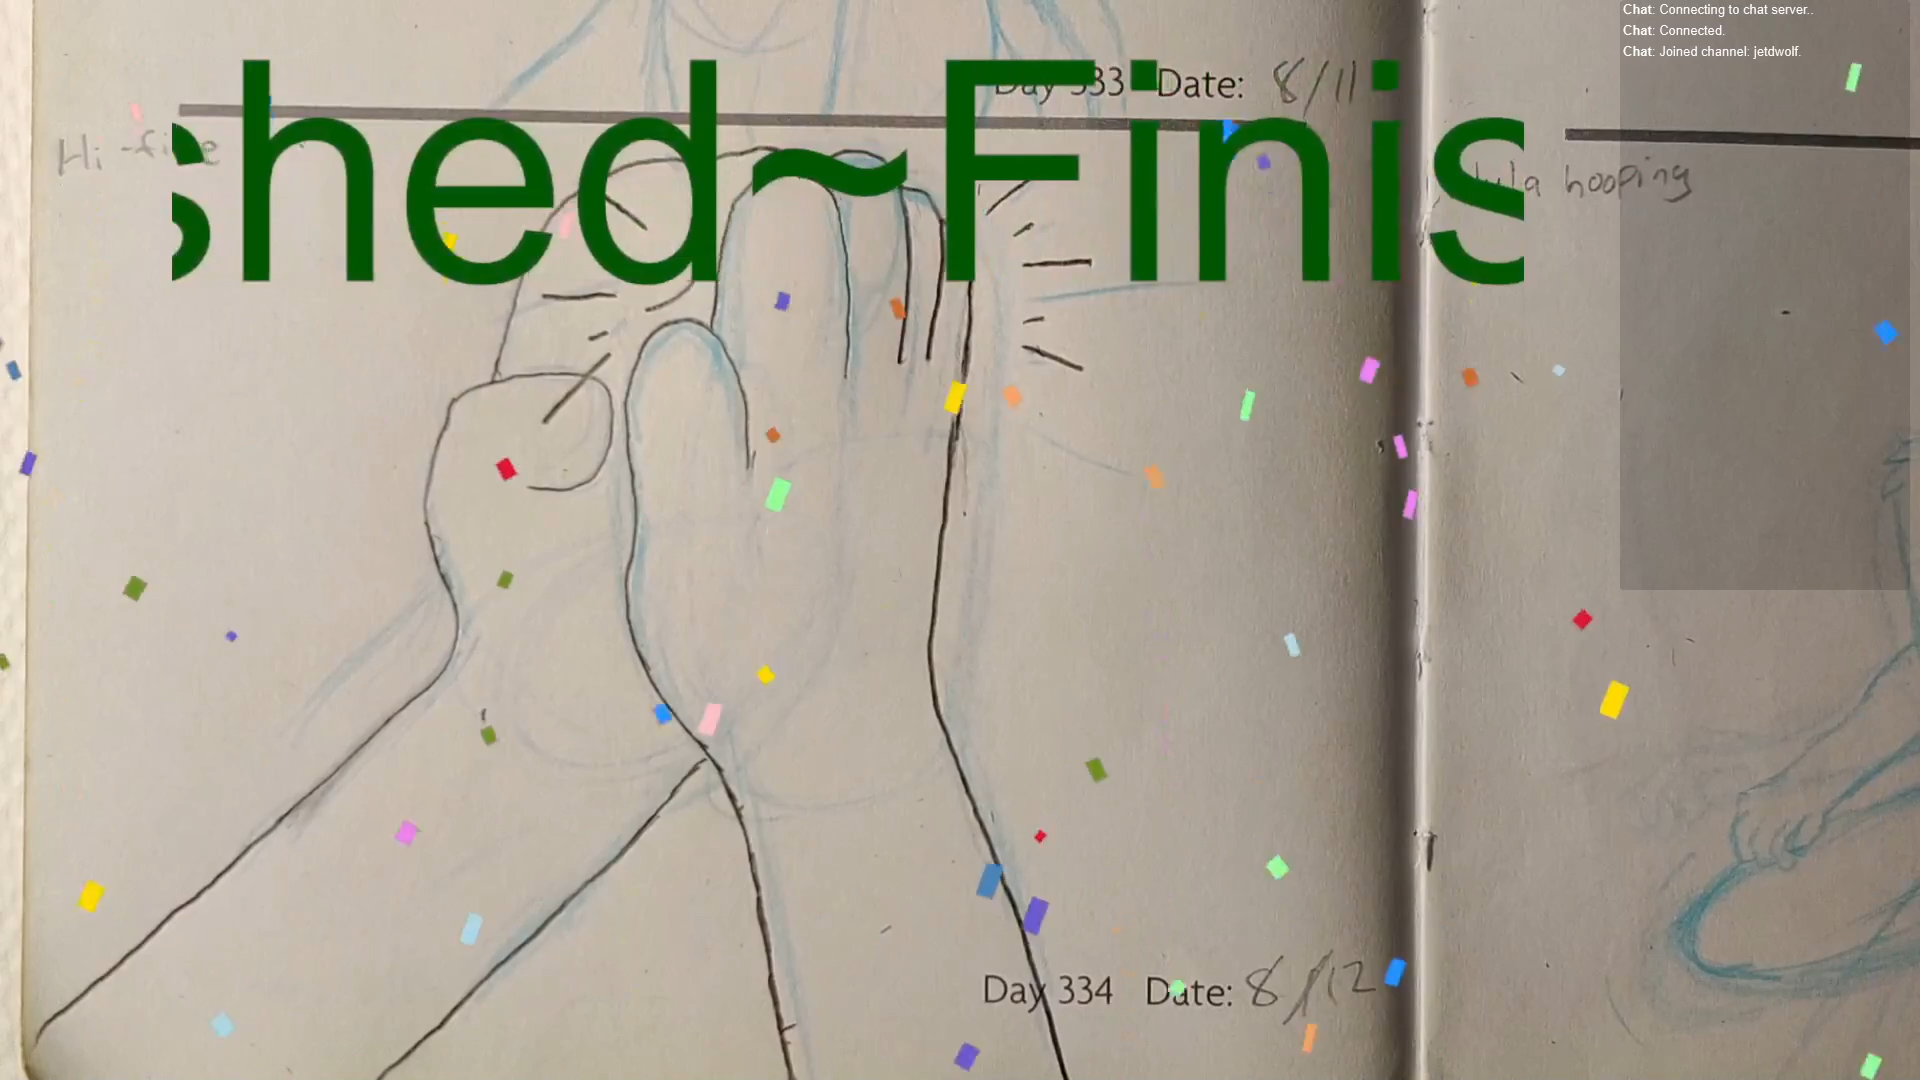 Chat: Connecting to chat server..
Chat: Connected.
Chat: Joined channel: jetdwolf.
Day 333 Date: 8/11
shed~Finis
Hi-five
hooping
Day 334 Date: 8/12